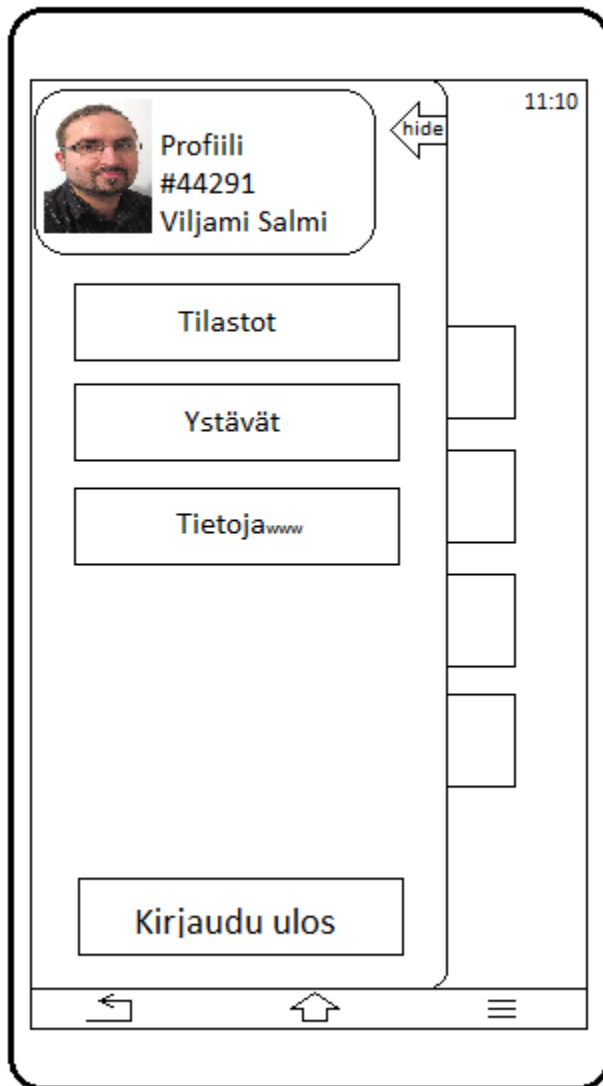 11:10
hide
Profiili
#44291
Viljami Salmi
Tilastot
Ystävät
Tietojawww
Kirjaudu ulos